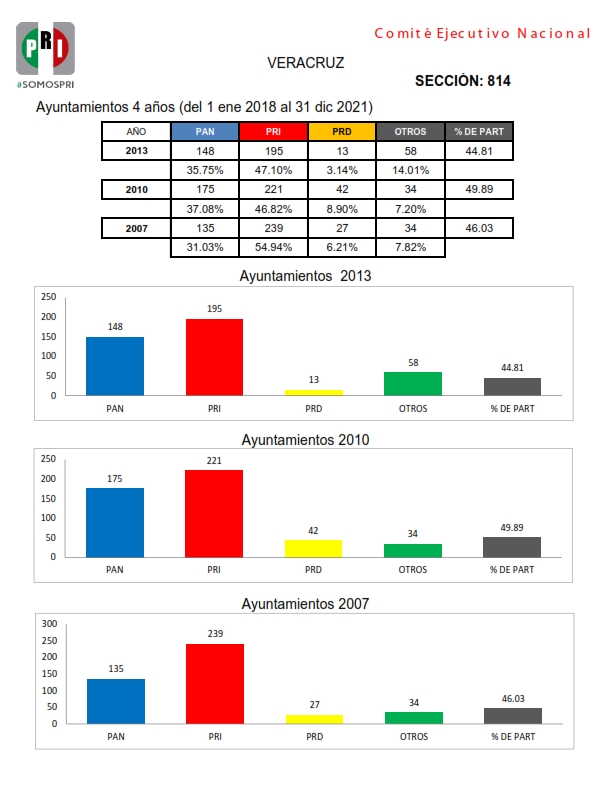 Comité Ejecutivo Nacional
PRI
#SOMOSPRI
VERACRUZ
SECCIÓN: 814
Ayuntamientos 4 años (del 1 ene 2018 al 31 dic 2021)
AÑO PAN PRI PRD OTROS % DE PART
2013 148 195 13 58 44.81
35.75% 47.10% 3.14% 14.01%
2010 175 221 42 34 49.89
37.08% 46.82% 8.90% 7.20%
2007 135 239 27 34 46.03
31.03% 54.94% 6.21% 7.82%
Ayuntamientos 2013
250
200
150
100
50
0
148 195 13 58 44.81
PAN PRI PRD OTROS % DE PART
Ayuntamientos 2010
250
200
150
100
50
0
175 221 42 34 49.89
PAN PRI PRD OTROS % DE PART
Ayuntamientos 2007
300
250
200
150
100
50
0
135 239 27 34 46.03
PAN PRI PRD OTROS % DE PART